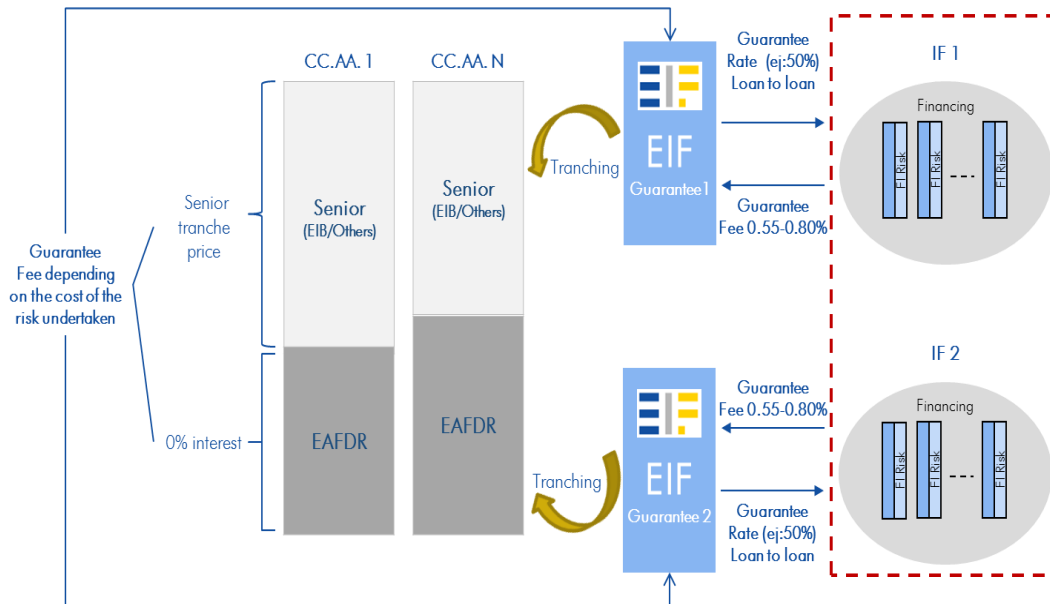 CC.AA. 1
CC.AA. N
Senior
tranche
price
Guarantee
Fee depending
on the cost of the
risk undertaken
0% interest
Senior
(EIB/Others)
EAFDR
Senior
(EIB/Others)
EAFDR
Tranching
Tranching
EIF
Guarantee 1
EIF
Guarantee 2
Guarantee
Rate (ej:50%)
Loan to loan
Guarantee
Fee 0.55-0.80%
Guarantee
Fee 0.55-0.80%
Guarantee
Rate (ej:50%)
Loan to loan
IF 1
Financing
FI Risk
FI Risk
FI Risk
IF 2
Financing
FI Risk
FI Risk
FI Risk